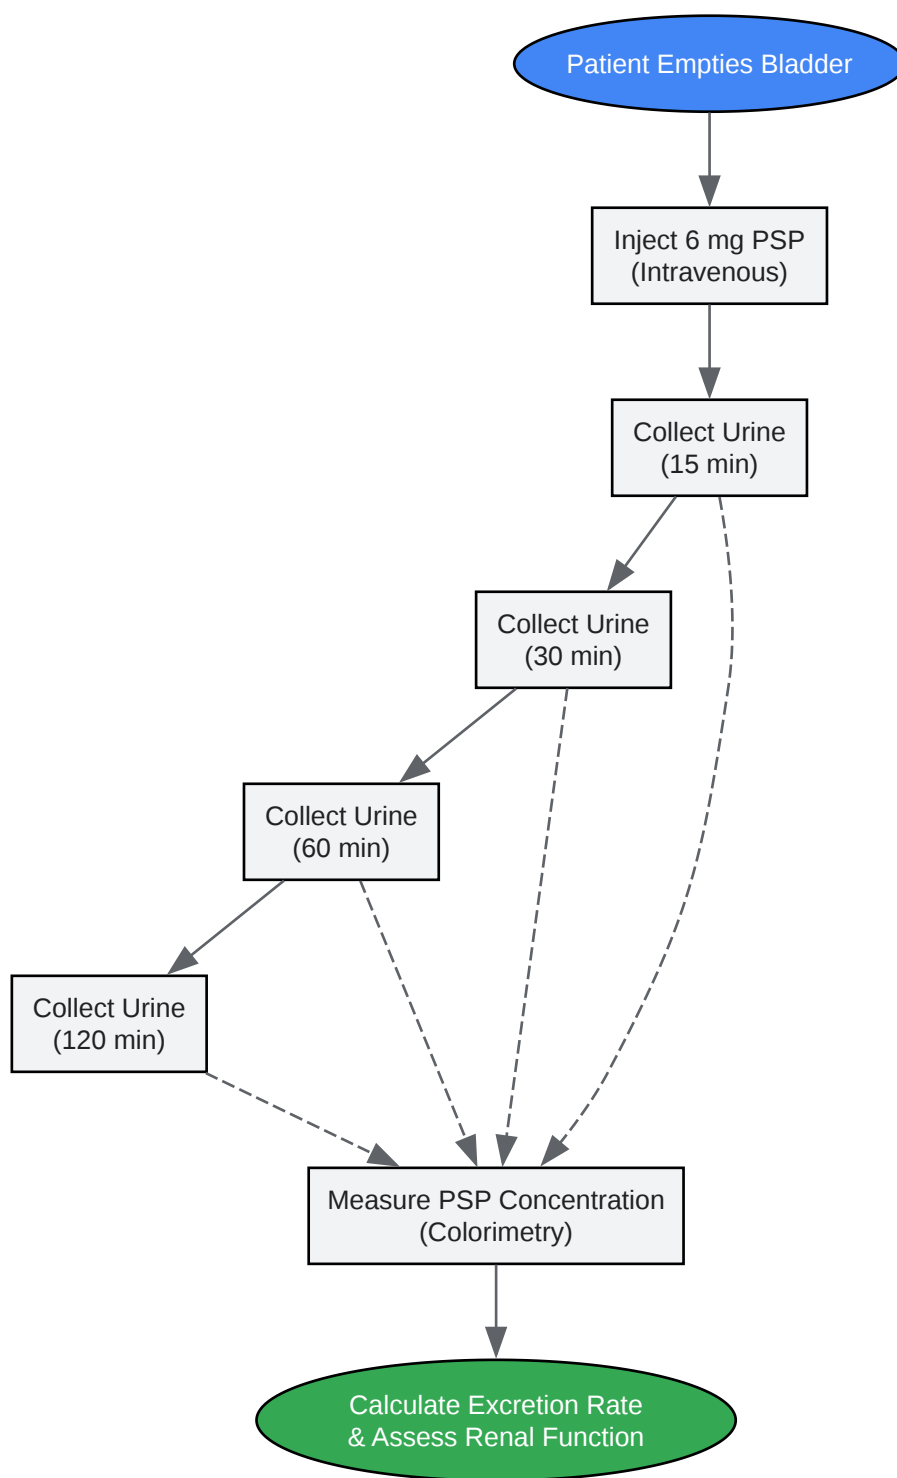 Patient Empties Bladder
Inject 6 mg PSP
(Intravenous)
Collect Urine
(15 min)
Collect Urine
(30 min)
Collect Urine
(60 min)
Collect Urine
(120 min)
Measure PSP Concentration
(Colorimetry)
Calculate Excretion Rate
& Assess Renal Function